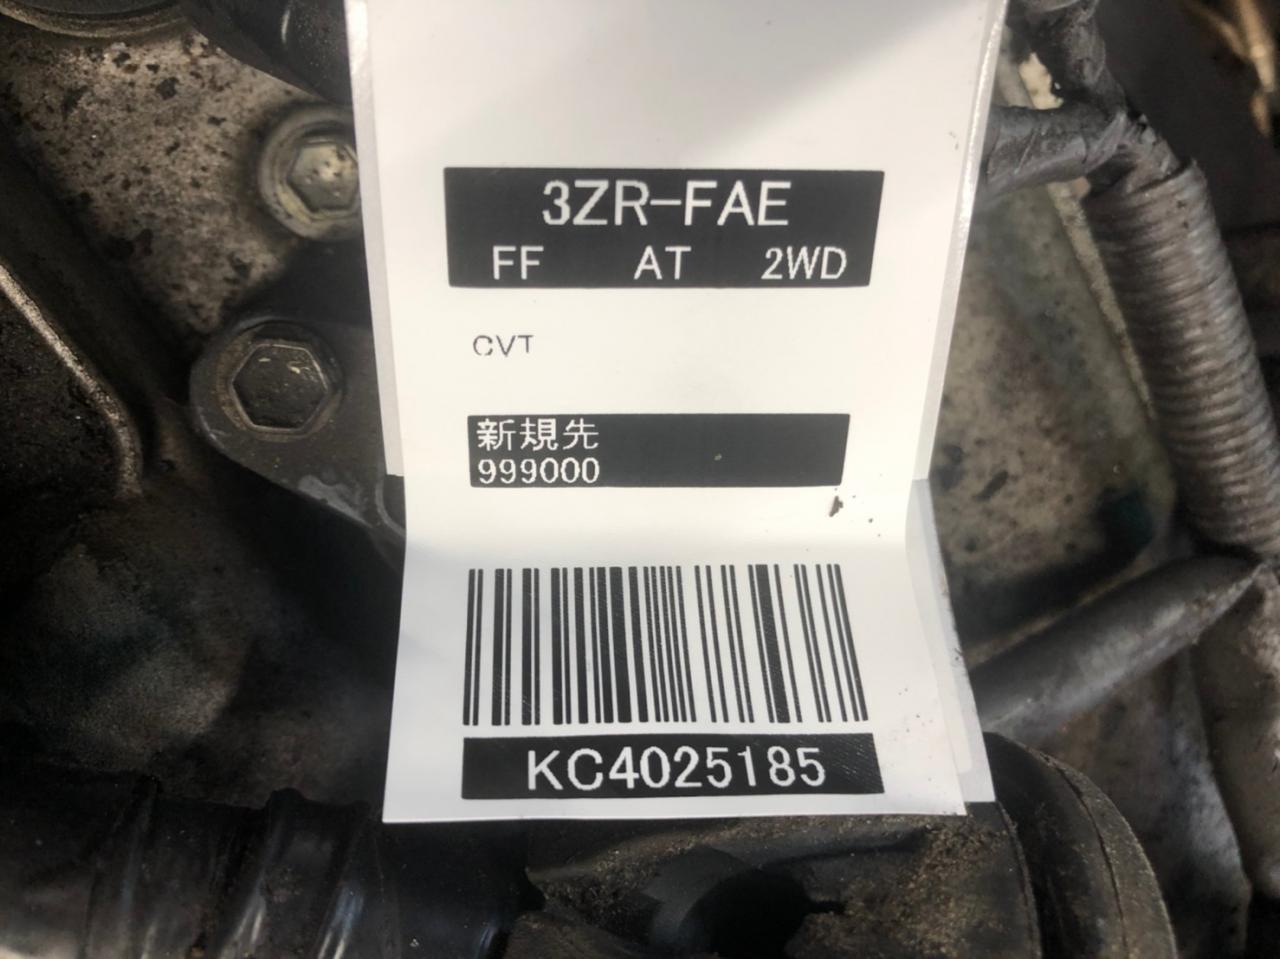 3ZR-FAE
FF AT 2WD
CVT
新規先
999000
KC4025185